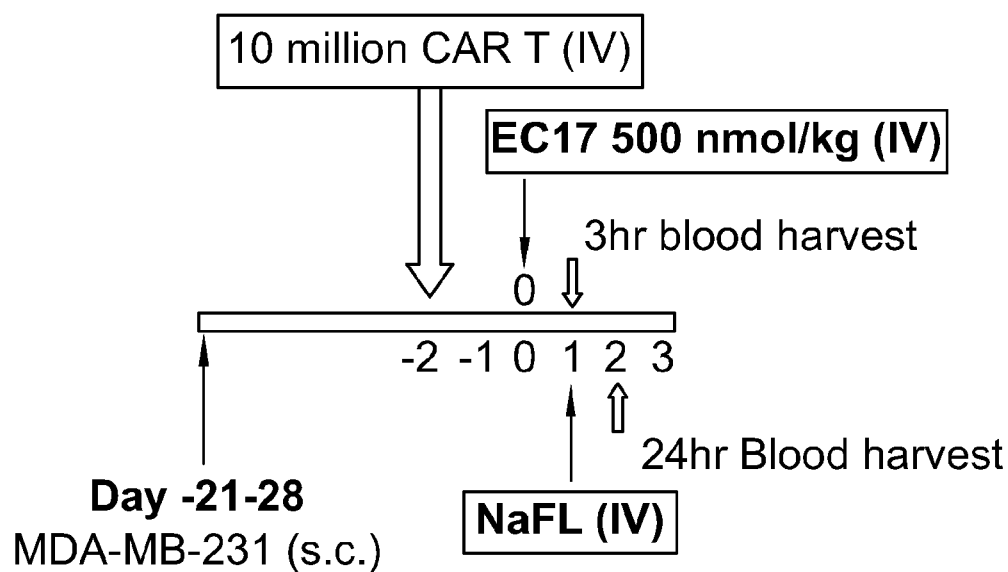 10 million CAR T (IV)
EC17 500 nmol/kg (IV)
3hr blood harvest
0
-2 -1 0 1 2 3
24hr Blood harvest
Day -21-28
MDA-MB-231 (s.c.)
NaFL (IV)